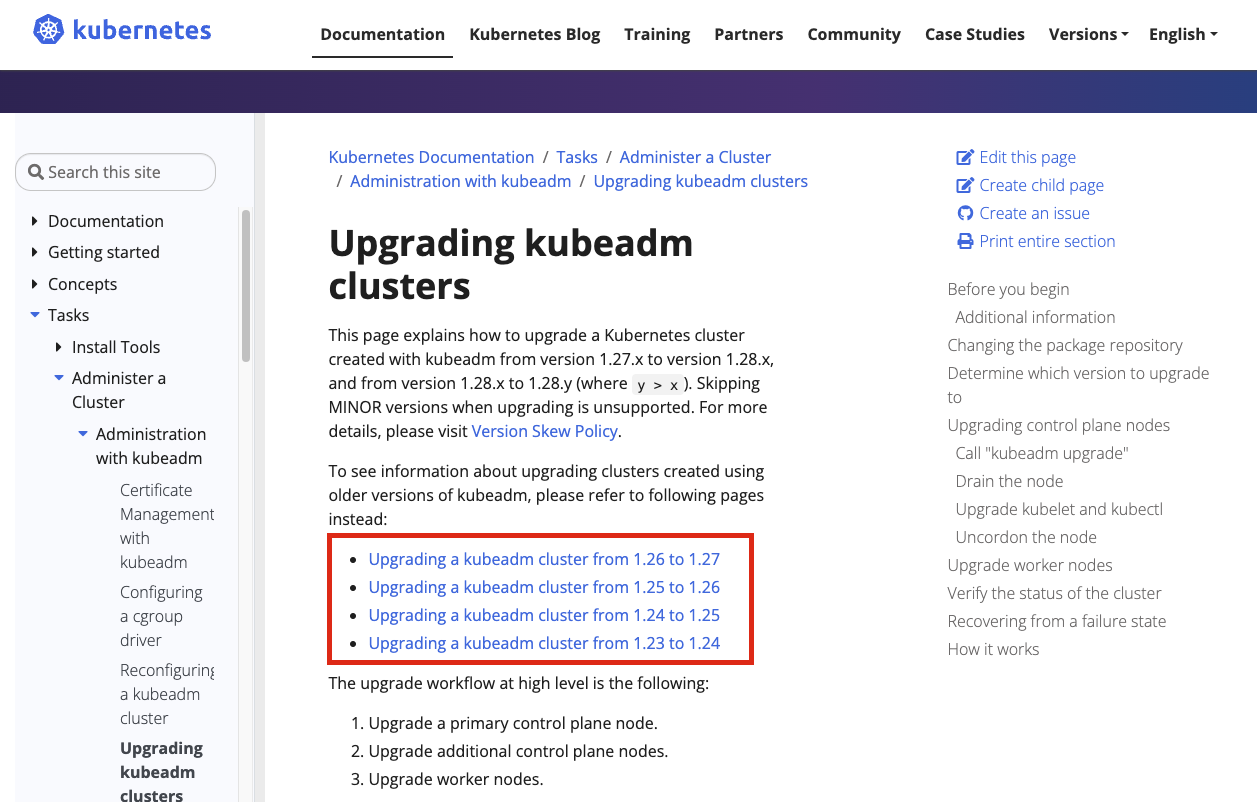 kubernetes
Documentation
Kubernetes Blog
Training
Partners
Community
Case Studies
Versions
English
Search this site
Documentation
Getting started
Concepts
Tasks
Install Tools
Administer a
Cluster
Administration
with kubeadm
Certificate
Management
with
kubeadm
Configuring
a cgroup
driver
Reconfiguring
a kubeadm
cluster
Upgrading
kubeadm
clusters
Kubernetes Documentation / Tasks / Administer a Cluster
/ Administration with kubeadm / Upgrading kubeadm clusters
Upgrading kubeadm
clusters
This page explains how to upgrade a Kubernetes cluster
created with kubeadm from version 1.27.x to version 1.28.x,
and from version 1.28.x to 1.28.y (where y > x). Skipping
MINOR versions when upgrading is unsupported. For more
details, please visit Version Skew Policy.
To see information about upgrading clusters created using
older versions of kubeadm, please refer to following pages
instead:
• Upgrading a kubeadm cluster from 1.26 to 1.27
• Upgrading a kubeadm cluster from 1.25 to 1.26
• Upgrading a kubeadm cluster from 1.24 to 1.25
• Upgrading a kubeadm cluster from 1.23 to 1.24
The upgrade workflow at high level is the following:
1. Upgrade a primary control plane node.
2. Upgrade additional control plane nodes.
3. Upgrade worker nodes.
Edit this page
Create child page
Create an issue
Print entire section
Before you begin
Additional information
Changing the package repository
Determine which version to upgrade
to
Upgrading control plane nodes
Call "kubeadm upgrade"
Drain the node
Upgrade kubelet and kubectl
Uncordon the node
Upgrade worker nodes
Verify the status of the cluster
Recovering from a failure state
How it works